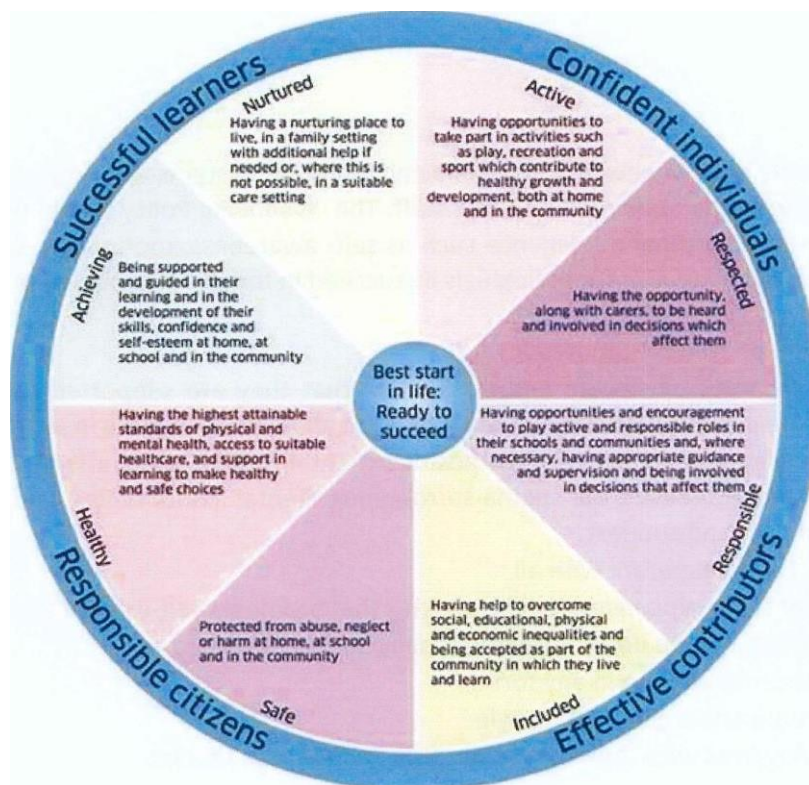 Successful learners
Confident individuals
Nurtured
Having a nurturing place to
live, in a family setting
with additional help if
needed or, where this is
not possible, in a suitable
care setting
Active
Having opportunities to
take part in activities such
as play, recreation and
sport which contribute to
healthy growth and
development, both at home
and in the community
Achieving
Being supported
and guided in their
learning and in the
development of their
skills, confidence and
self-esteem at home, at
school and in the community
Respected
Having the opportunity,
along with carers, to be heard
and involved in decisions which
affect them
Best start
in life:
Ready to
succeed
Healthy
Having the highest attainable
standards of physical and
mental health, access to suitable
healthcare, and support in
learning to make healthy
and safe choices
Responsible
Having opportunities and encouragement
to play active and responsible roles in
their schools and communities and, where
necessary, having appropriate guidance
and supervision and being involved
in decisions that affect them
Protected from abuse, neglect
or harm at home, at school
and in the community
Safe
Having help to overcome
social, educational, physical
and economic inequalities and
being accepted as part of the
community in which they live
and learn
Included
Responsible citizens
Effective contributors